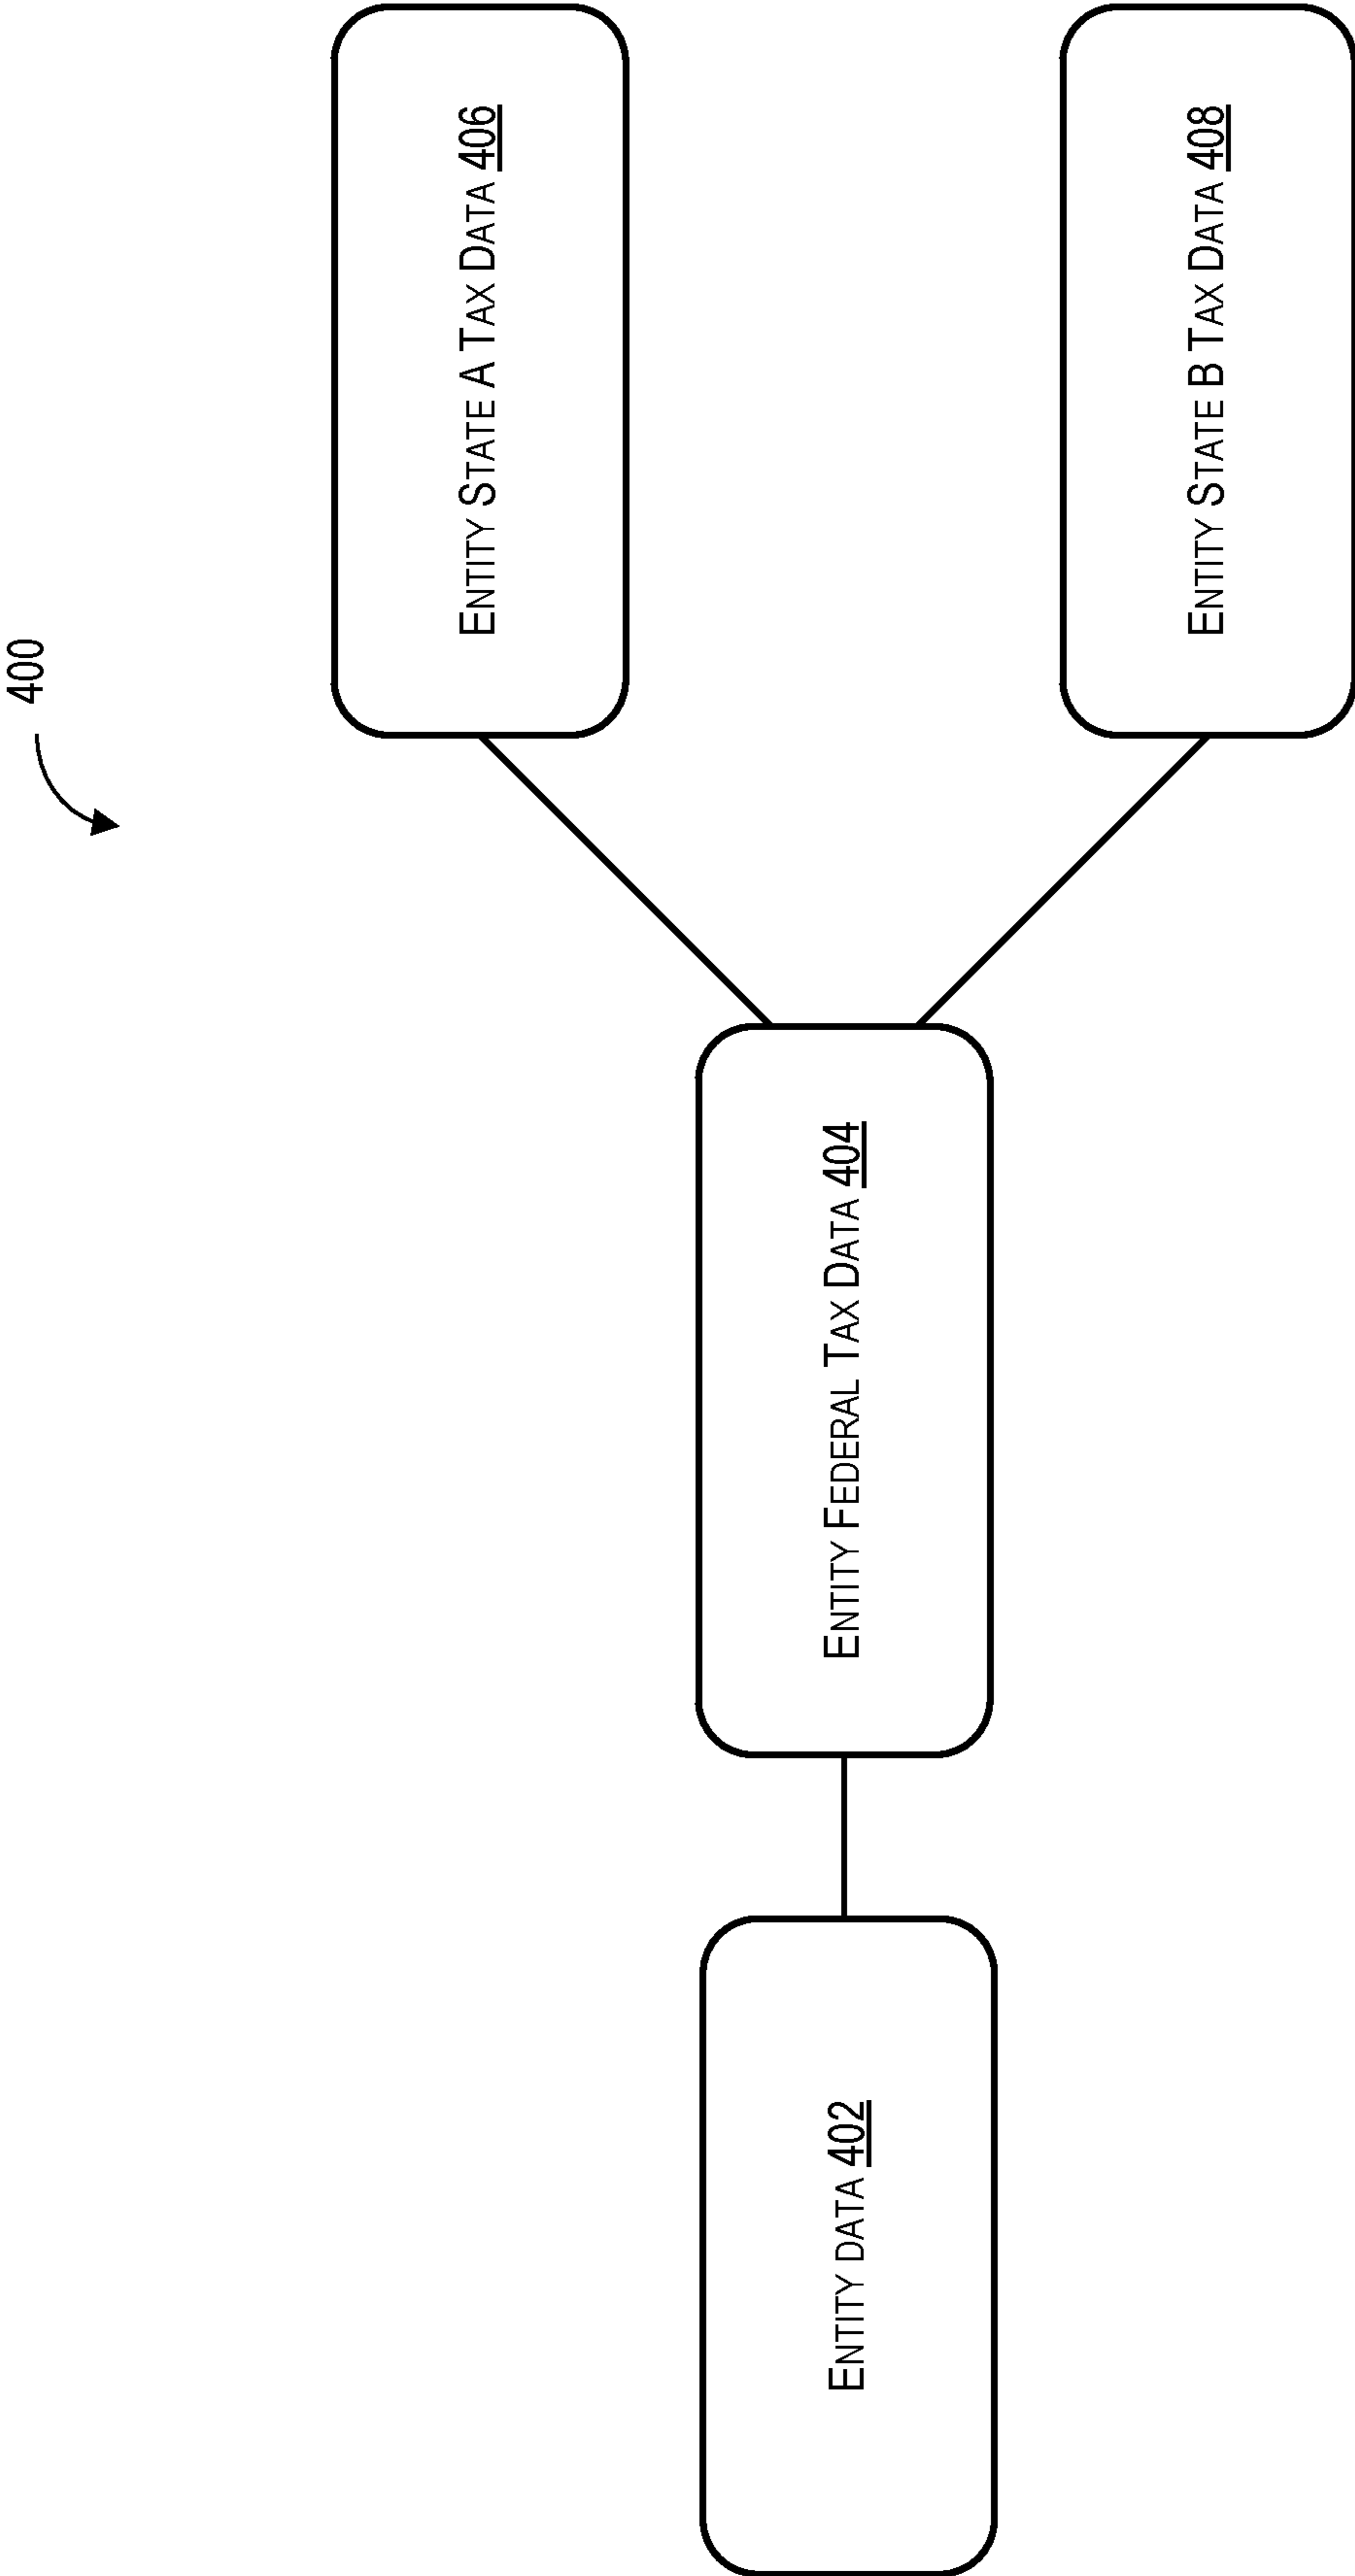 400
Entity data 402
Entity Federal Tax Data 404
Entity State A Tax Data 406
Entity State B Tax Data 408